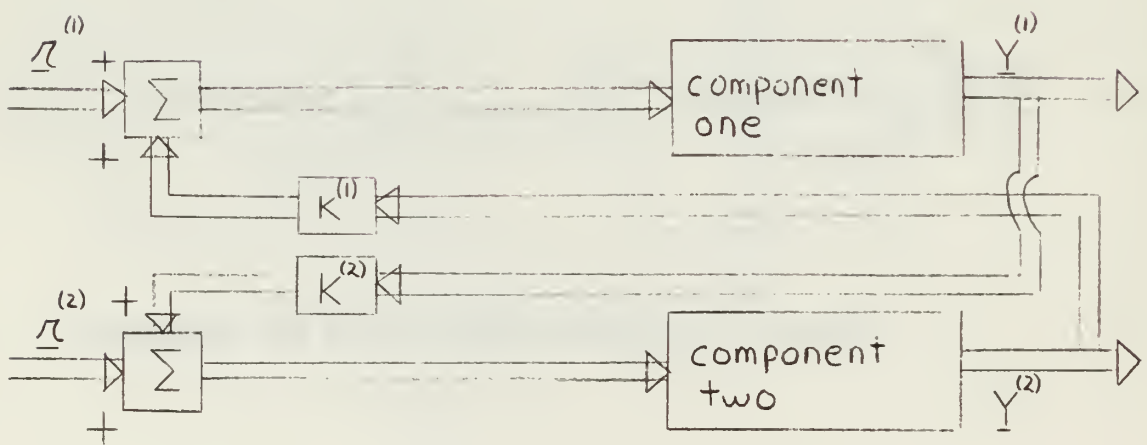 r^(1)
+
Σ
+
component
one
Y^(1)
K^(1)
K^(2)
r^(2)
+
Σ
+
component
two
Y^(2)